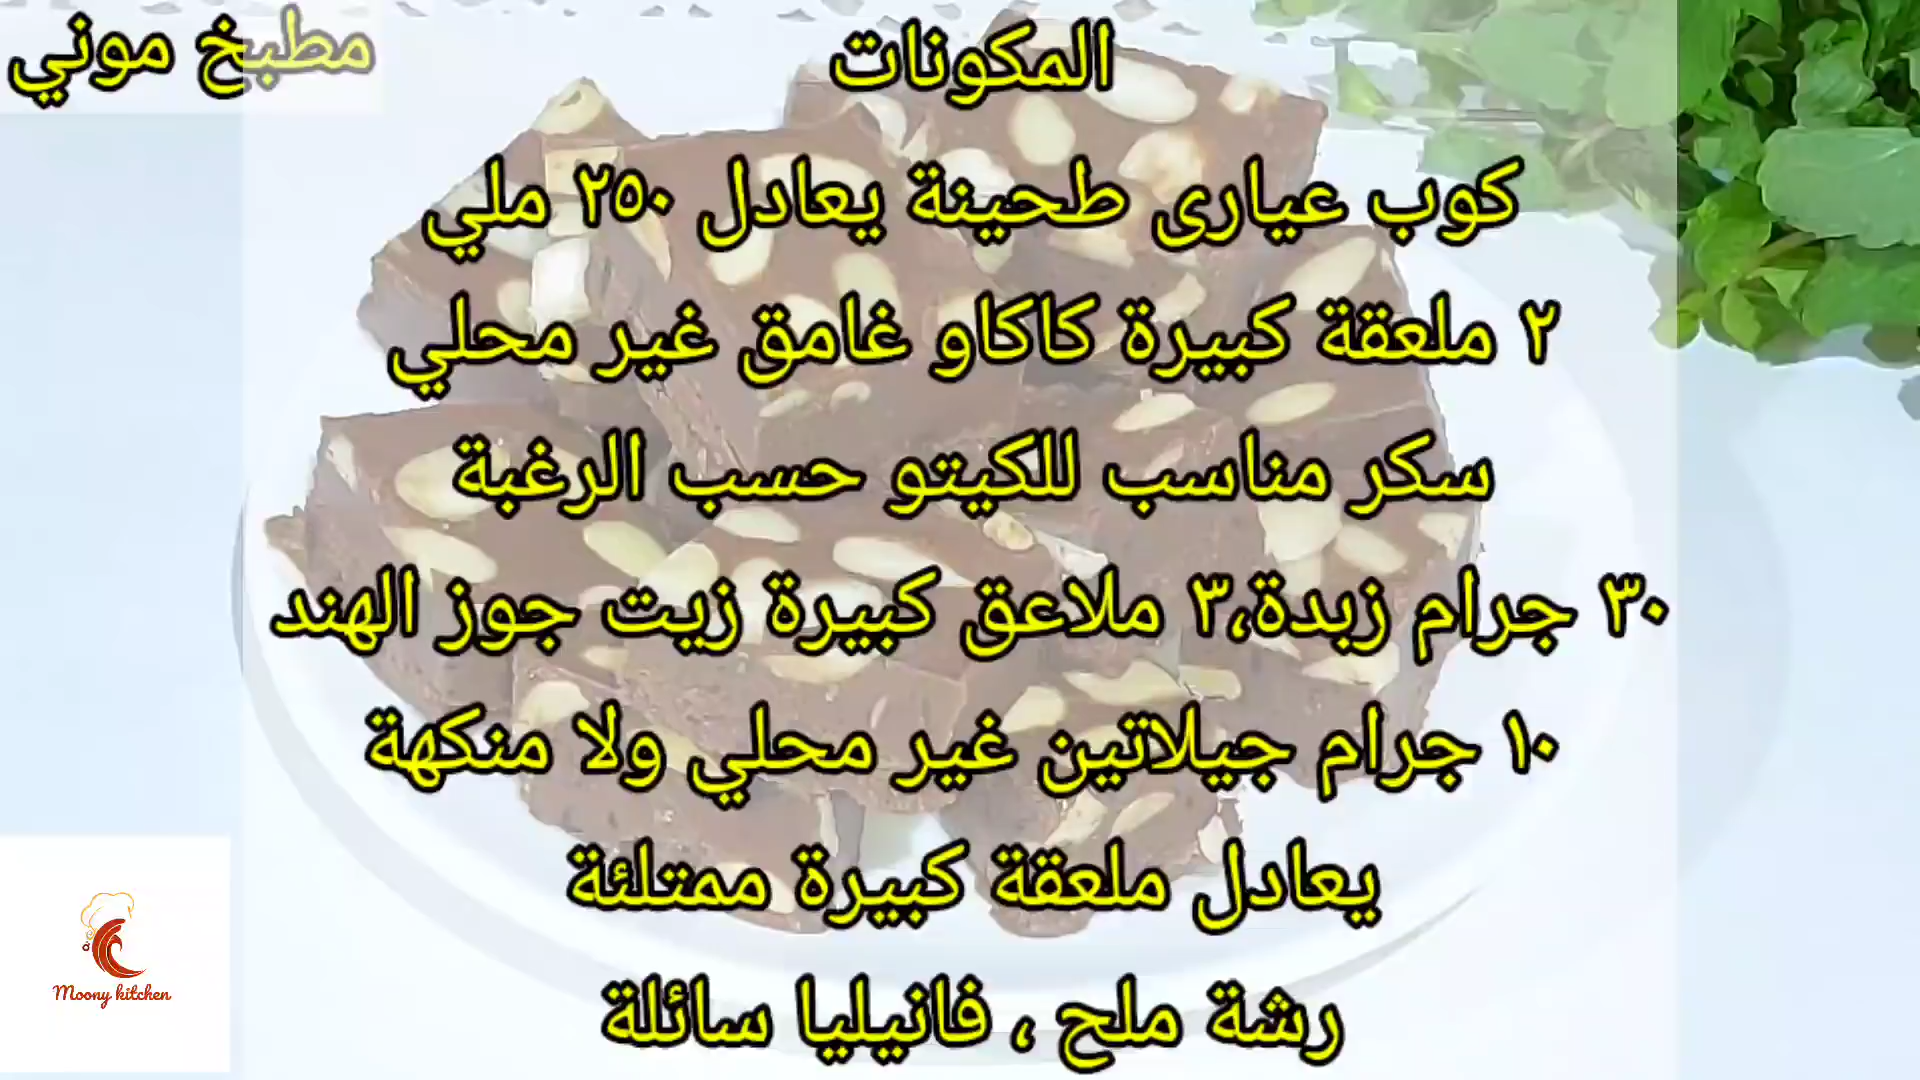 مطبخ موني
المكونات
كوب عيارى طحينة يعادل ٢٥٠ ملي
٢ ملعقة كبيرة كاكاو غامق غير محلي
سكر مناسب للكيتو حسب الرغبة
٣٠ جرام زبدة،٣ ملاعق كبيرة زيت جوز الهند
١٠ جرام جيلاتين غير محلي ولا منكهة
يعادل ملعقة كبيرة ممتلئة
رشة ملح ، فانيليا سائلة
Moony kitchen